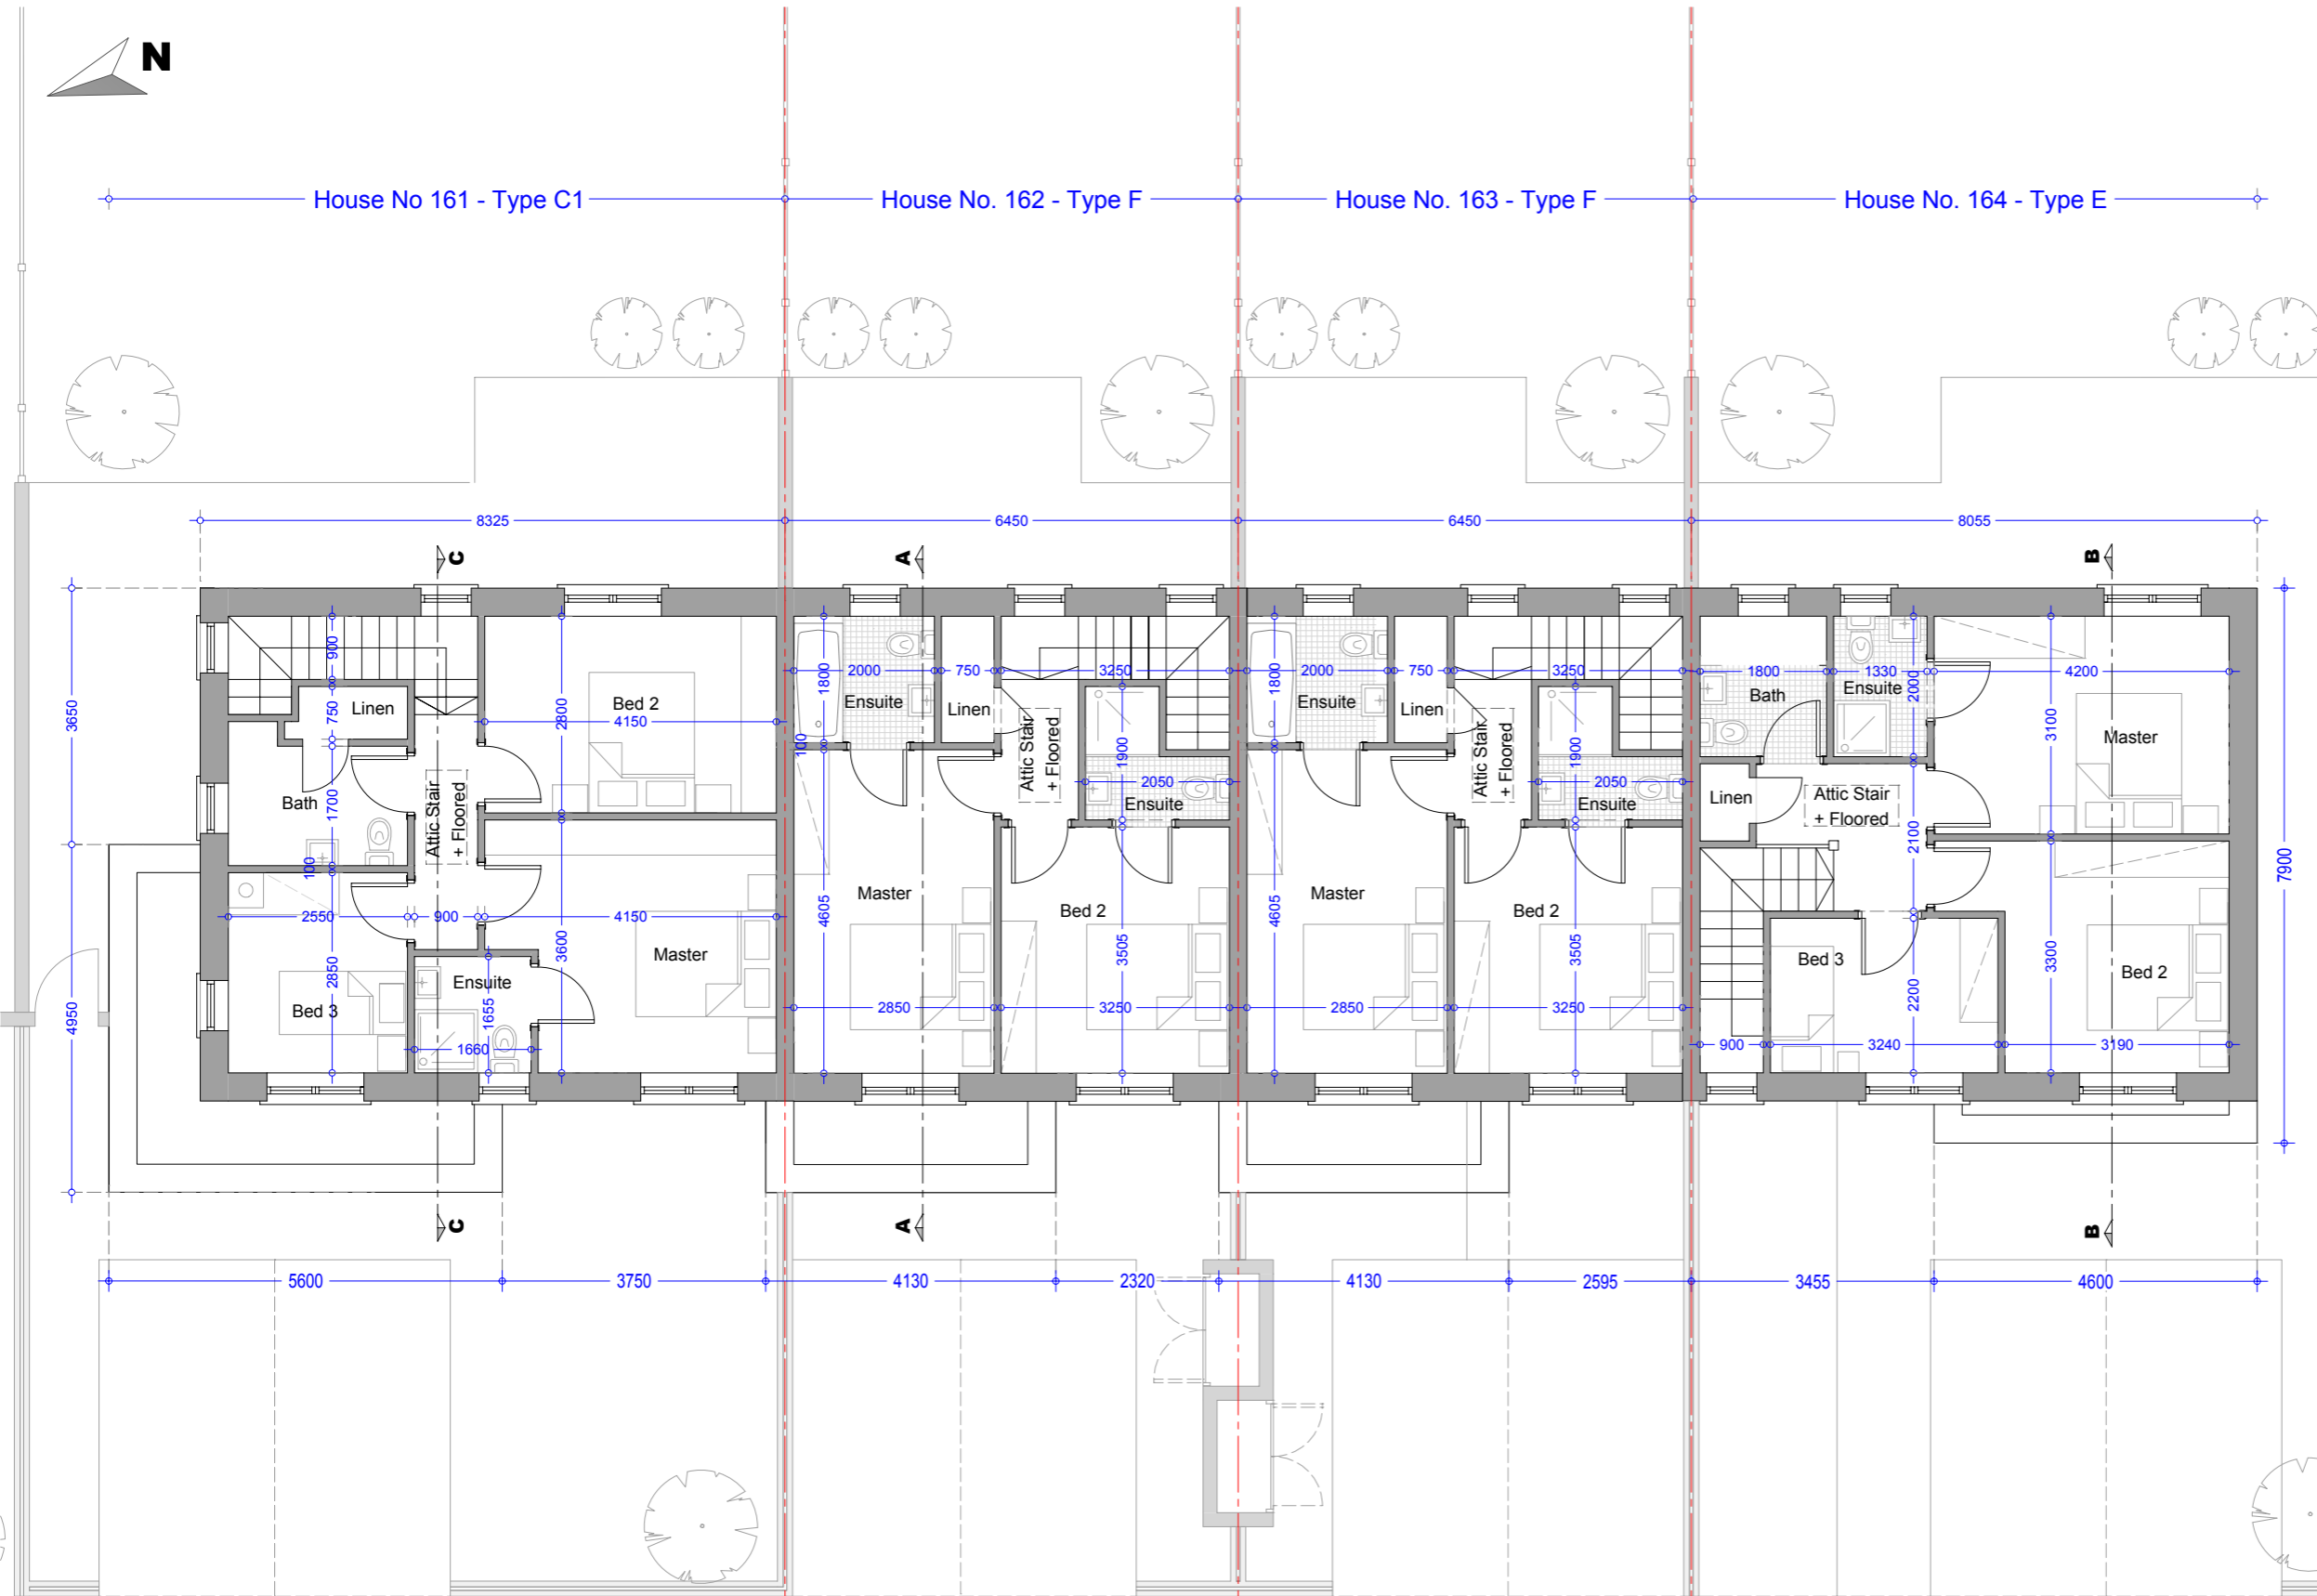 N
House No 161 - Type C1
House No. 162 - Type F
House No. 163 - Type F
House No. 164 - Type E
8325
6450
6450
8055
C
A
B
3650
4950
7900
900
750
Linen
Bath
1700
100
2550
2850
Bed 3
Attic Stair
+ Floored
900
Bed 2
4150
2800
4150
3600
Master
Ensuite
1655
1660
1800
2000
Ensuite
100
750
Linen
3250
Attic Stair
+ Floored
1900
2050
Ensuite
Master
4605
2850
Bed 2
3505
3250
1800
2000
Ensuite
750
Linen
3250
Attic Stair
+ Floored
1900
2050
Ensuite
Master
4605
2850
Bed 2
3505
3250
1800
Bath
1330
Ensuite
2000
4200
3100
Master
Linen
Attic Stair
+ Floored
2100
Bed 3
2200
900
3240
3300
Bed 2
3190
C
A
B
5600
3750
4130
2320
4130
2595
3455
4600